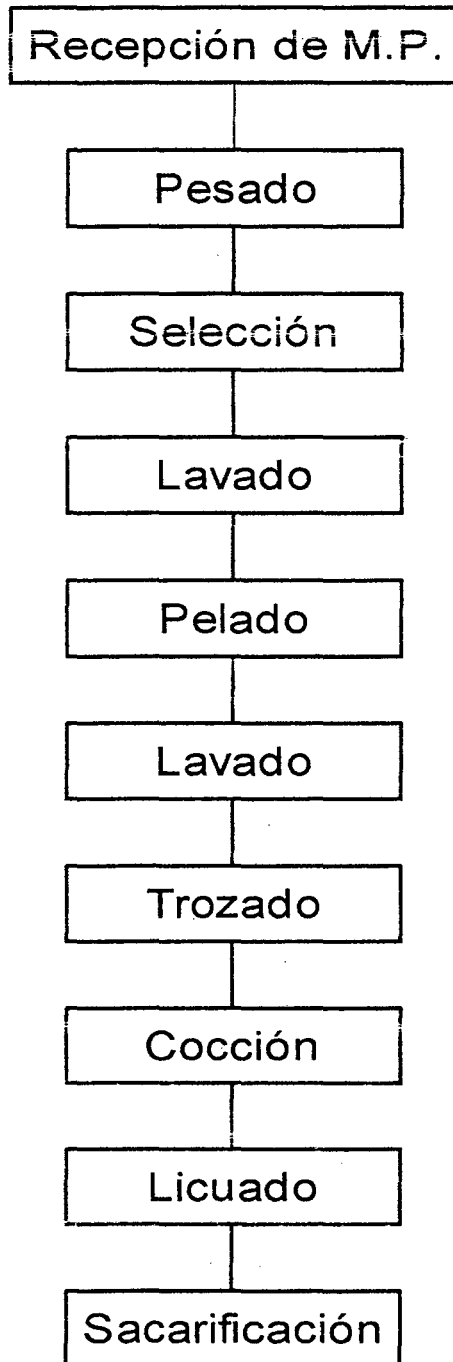 Recepción de M.P.
Pesado
Selección
Lavado
Pelado
Lavado
Trozado
Cocción
Licuado
Sacarificación